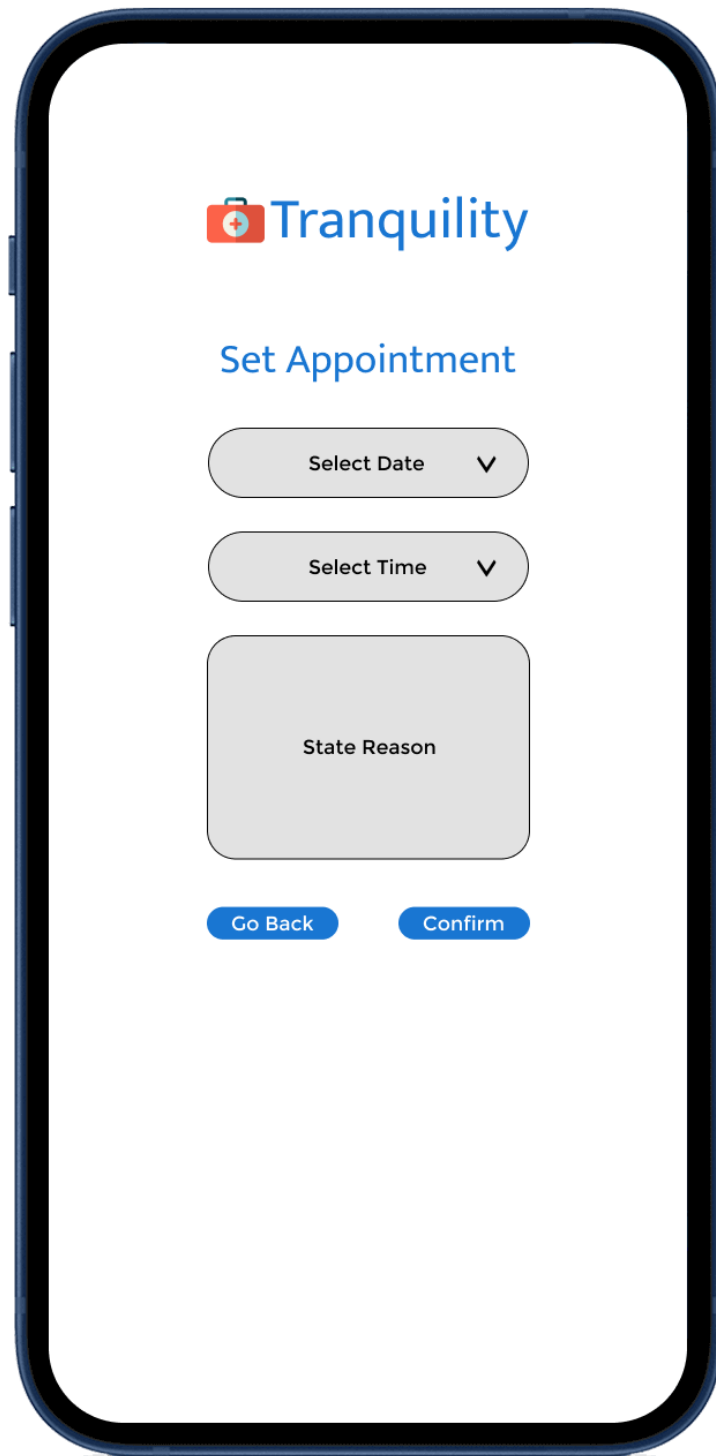 Tranquility
Set Appointment
Select Date
Select Time
State Reason
Go Back
Confirm